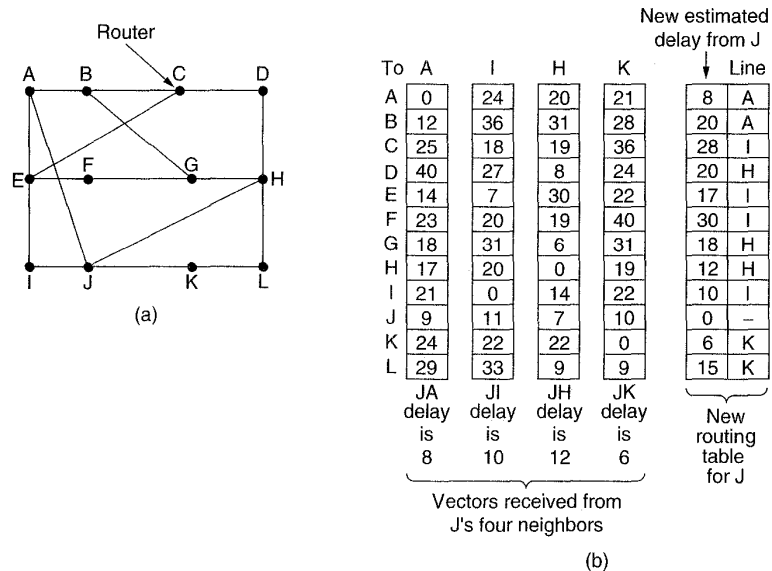 Router
A B C D
E F G H
I J K L
(a)
New estimated
delay from J
To A I H K Line
A 0 24 20 21 8 A
B 12 36 31 28 20 A
C 25 18 19 36 28 I
D 40 27 8 24 20 H
E 14 7 30 22 17 I
F 23 20 19 40 30 I
G 18 31 6 31 18 H
H 17 20 0 19 12 H
I 21 0 14 22 10 I
J 9 11 7 10 0 –
K 24 22 22 0 6 K
L 29 33 9 9 15 K
JA JI JH JK
delay delay delay delay
is is is is
8 10 12 6
New
routing
table
for J
Vectors received from
J's four neighbors
(b)